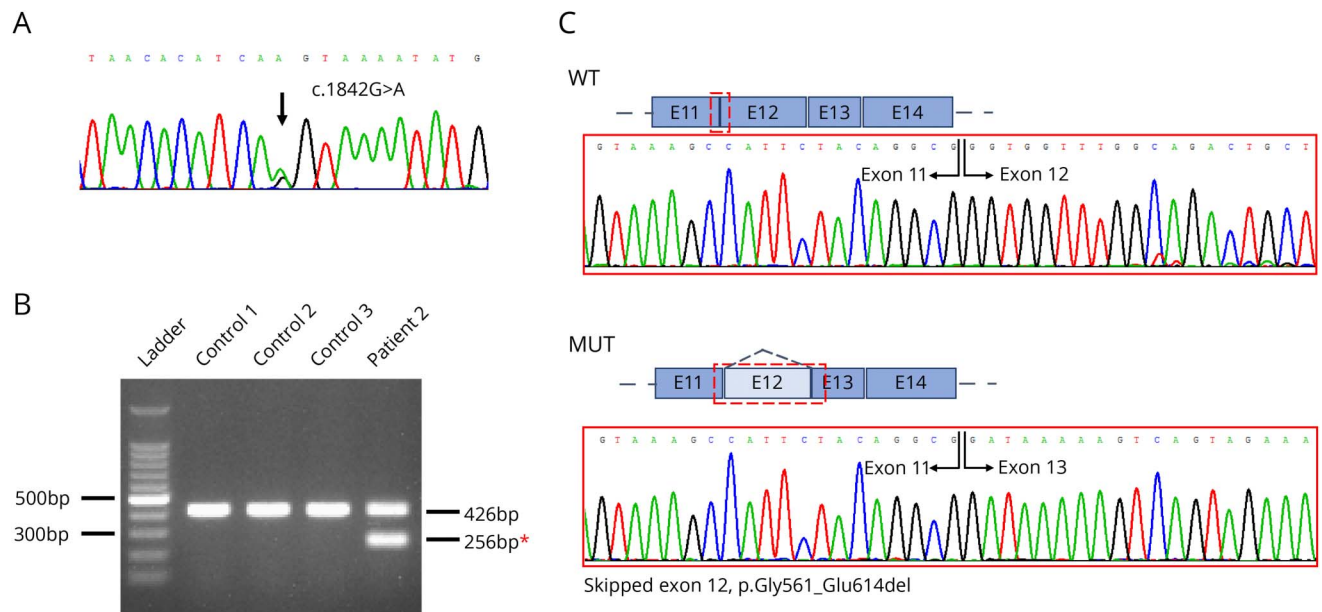 A
T A A C A C A T C A A G T A A A A T A T G
c.1842G>A
B
Ladder
Control 1
Control 2
Control 3
Patient 2
500bp
300bp
426bp
256bp*
C
WT
E11 E12 E13 E14
G T A A A G C C A T T C T A C A G G C G G G T G G T T T G G C A G A C T G C T
Exon 11 Exon 12
MUT
E11 E12 E13 E14
G T A A A G C C A T T C T A C A G G C G G A T A A A A A G T C A G T A G A A A
Exon 11 Exon 13
Skipped exon 12, p.Gly561_Glu614del